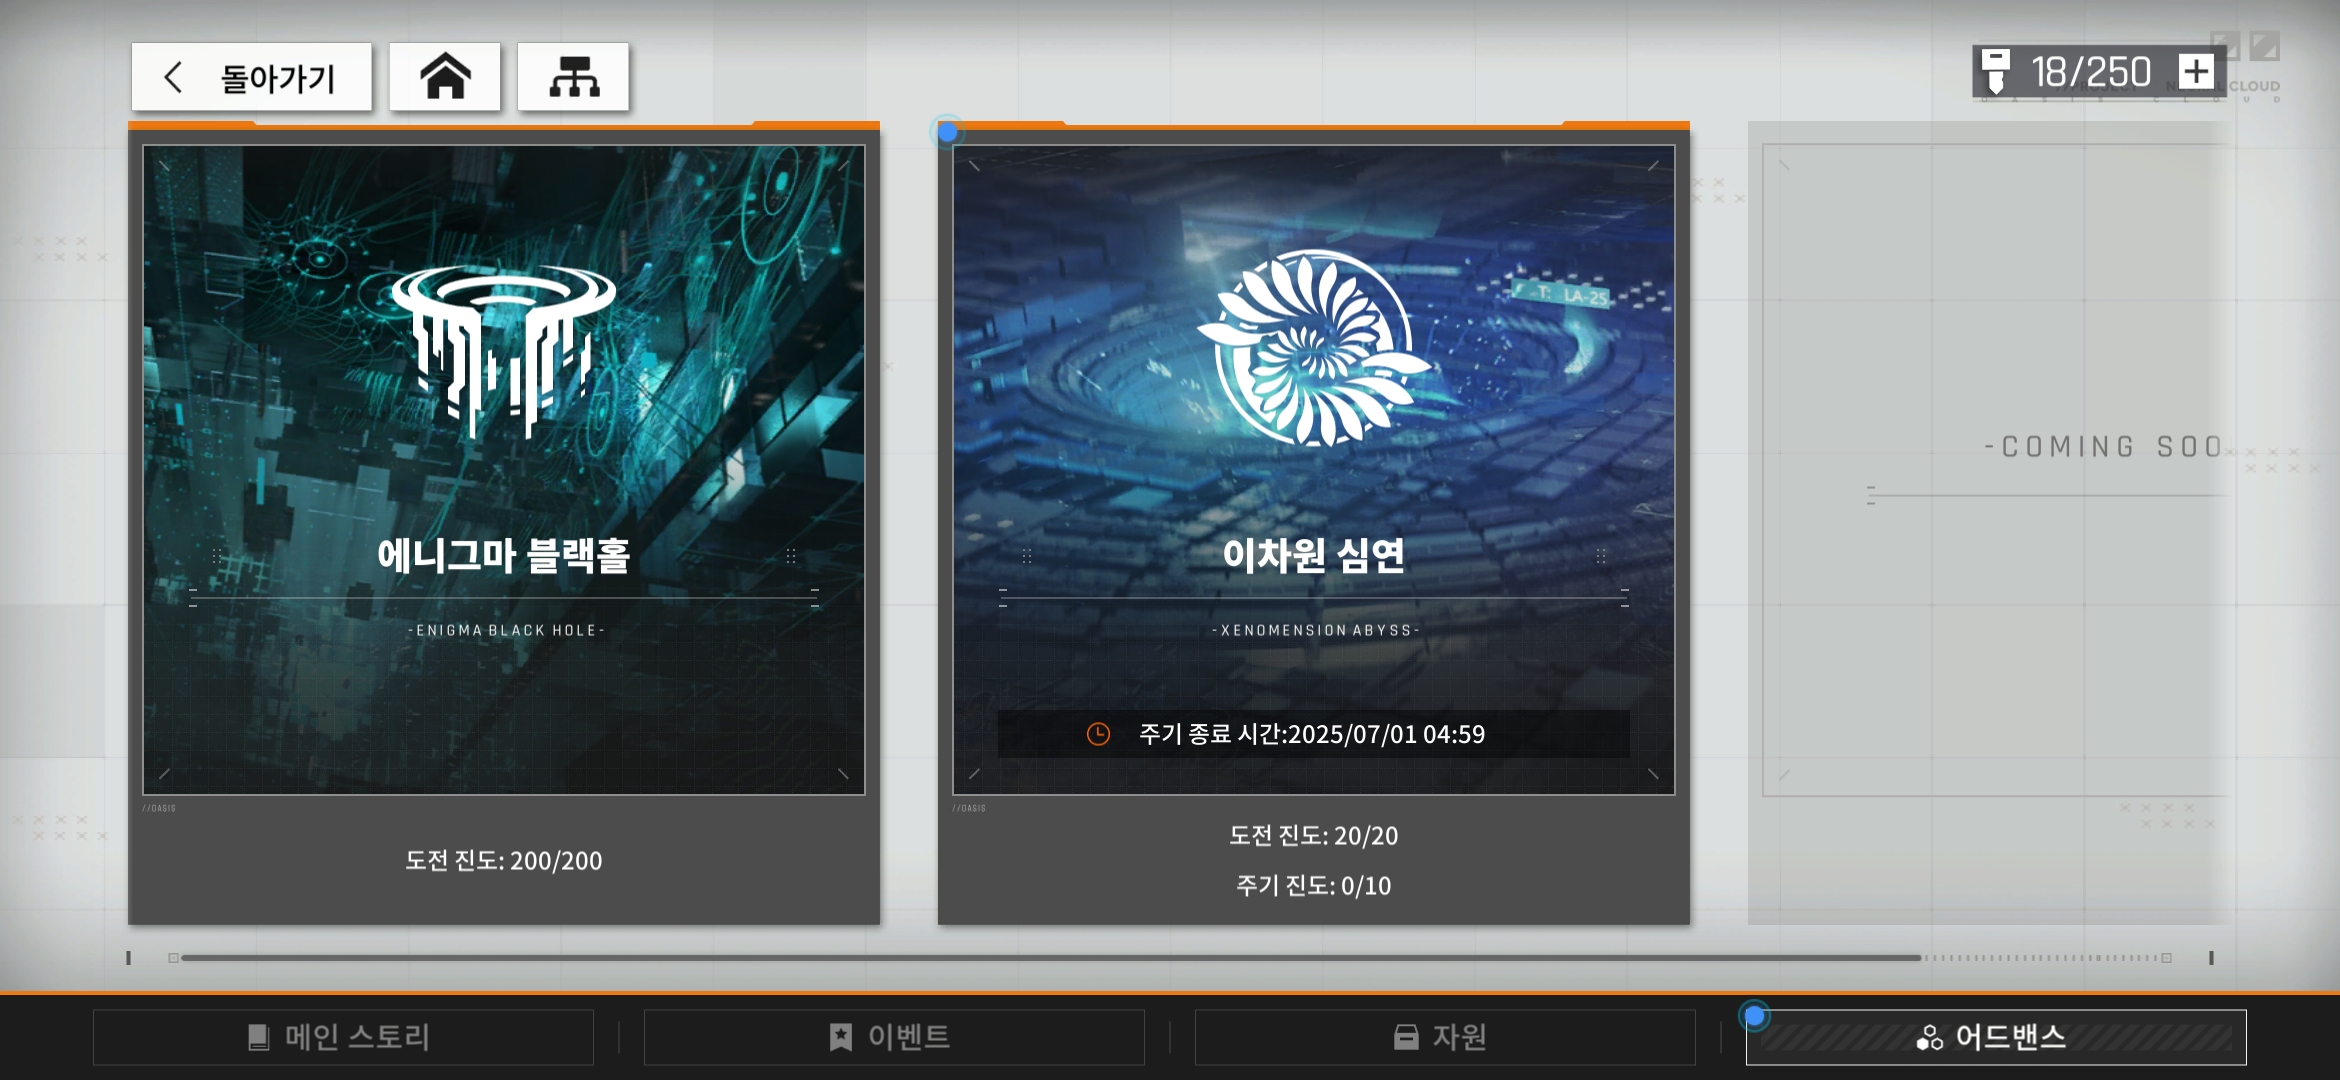 돌아가기
18/250
CLOUD
에니그마 블랙홀
-ENIGMA BLACK HOLE-
//OASIS
도전 진도: 200/200
LA-25
이차원 심연
-XENOMENSION ABYSS-
주기 종료 시간:2025/07/01 04:59
//OASIS
도전 진도: 20/20
주기 진도: 0/10
-COMING SOO
메인 스토리
이벤트
자원
어드밴스